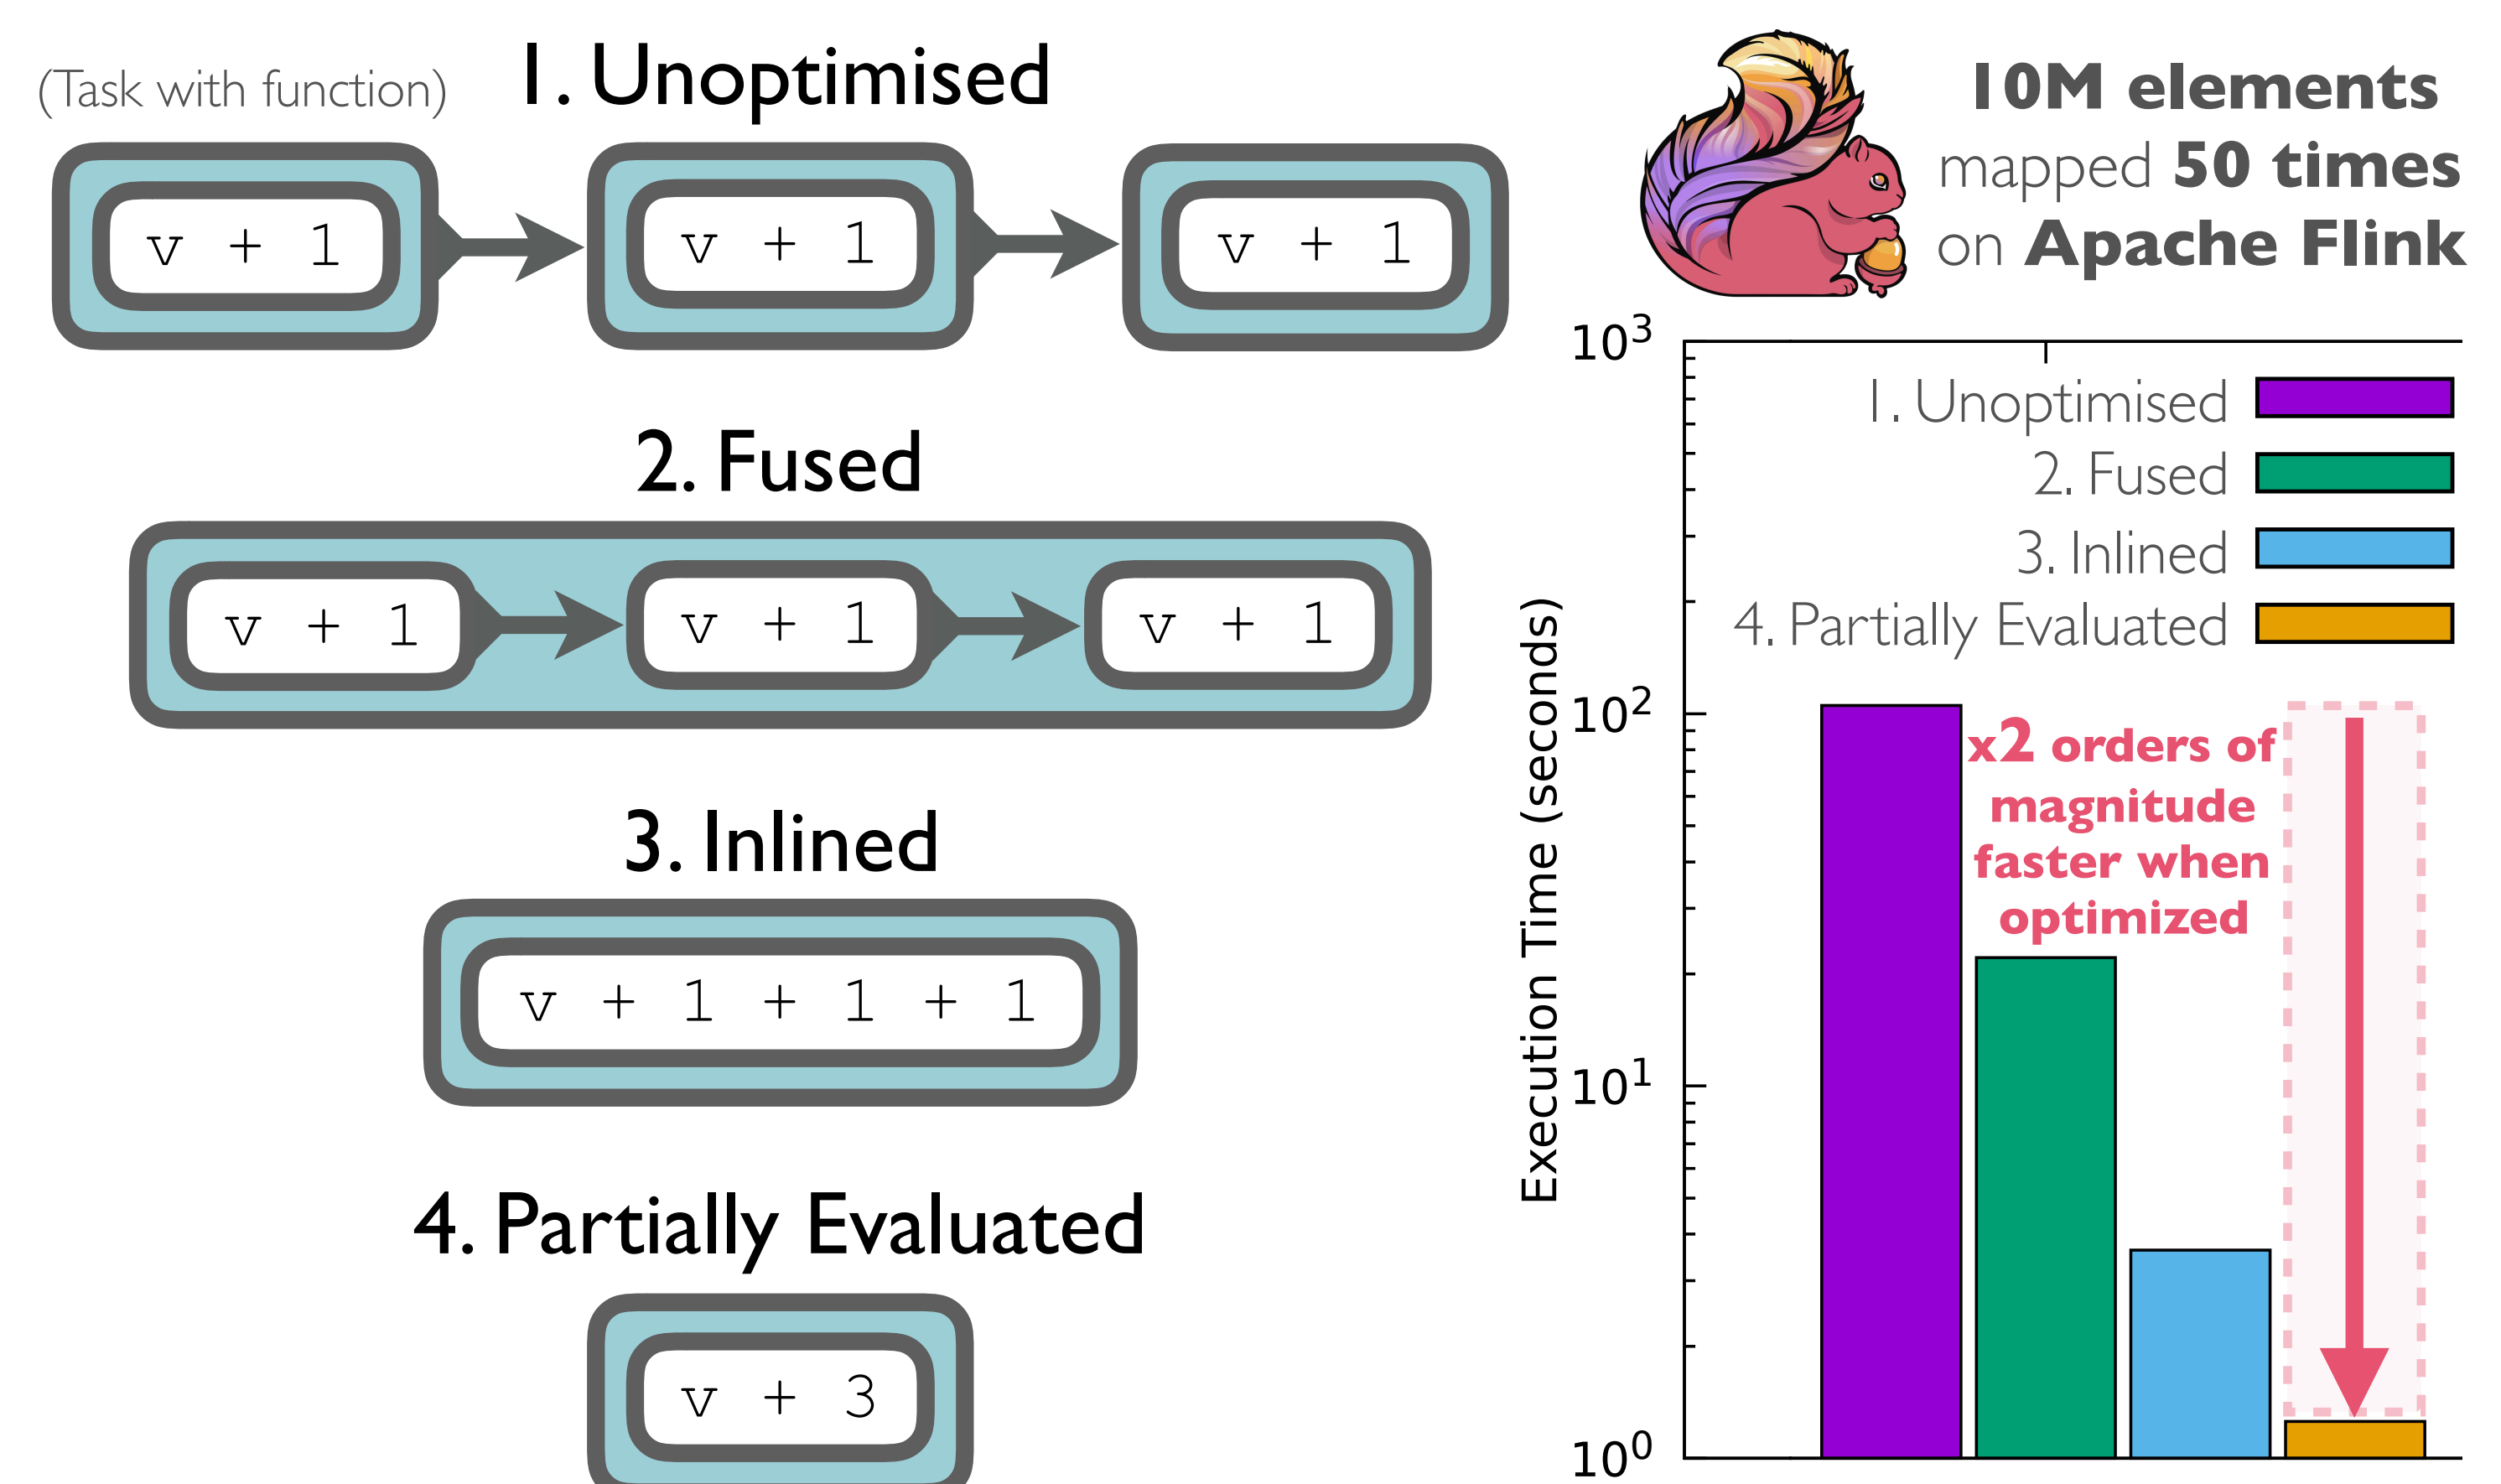 (Task with function)
1. Unoptimised
v + 1
v + 1
v + 1
2. Fused
v + 1
v + 1
v + 1
3. Inlined
v + 1 + 1 + 1
4. Partially Evaluated
v + 3
10M elements
mapped 50 times
on Apache Flink
Execution Time (seconds)
10³
10²
10¹
10⁰
1. Unoptimised
2. Fused
3. Inlined
4. Partially Evaluated
x2 orders of
magnitude
faster when
optimized